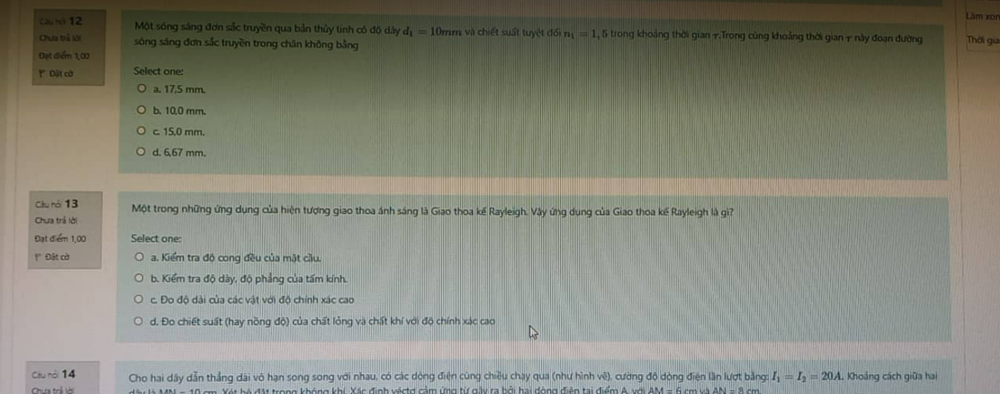 Câu hỏi 12
Chưa trả lời
Đạt điểm 1,00
Đặt cờ
Một sóng sáng đơn sắc truyền qua bản thủy tinh có độ dày d₁ = 10mm và chiết suất tuyệt đối n₁ = 1,5 trong khoảng thời gian τ.Trong cùng khoảng thời gian τ này đoạn đường
sóng sáng đơn sắc truyền trong chân không bằng
Select one:
a. 17,5 mm.
b. 10,0 mm.
c. 15,0 mm.
d. 6,67 mm.
Làm xon
Thời gia
Câu hỏi 13
Chưa trả lời
Đạt điểm 1,00
Đặt cờ
Một trong những ứng dụng của hiện tượng giao thoa ánh sáng là Giao thoa kế Rayleigh. Vậy ứng dụng của Giao thoa kế Rayleigh là gì?
Select one:
a. Kiểm tra độ cong đều của mặt cầu.
b. Kiểm tra độ dày, độ phẳng của tấm kính.
c. Đo độ dài của các vật với độ chính xác cao
d. Đo chiết suất (hay nồng độ) của chất lỏng và chất khí với độ chính xác cao
Câu hỏi 14
Chưa trả lời
Cho hai dây dẫn thẳng dài vô hạn song song với nhau, có các dòng điện cùng chiều chạy qua (như hình vẽ), cường độ dòng điện lần lượt bằng: I₁ = I₂ = 20A. Khoảng cách giữa hai
dây là MN = 10 cm. Xét hệ đặt trong không khí. Xác định véctơ cảm ứng từ gây ra bởi hai dòng điện tại điểm A, với AM = 6 cm và AN = 8 cm.